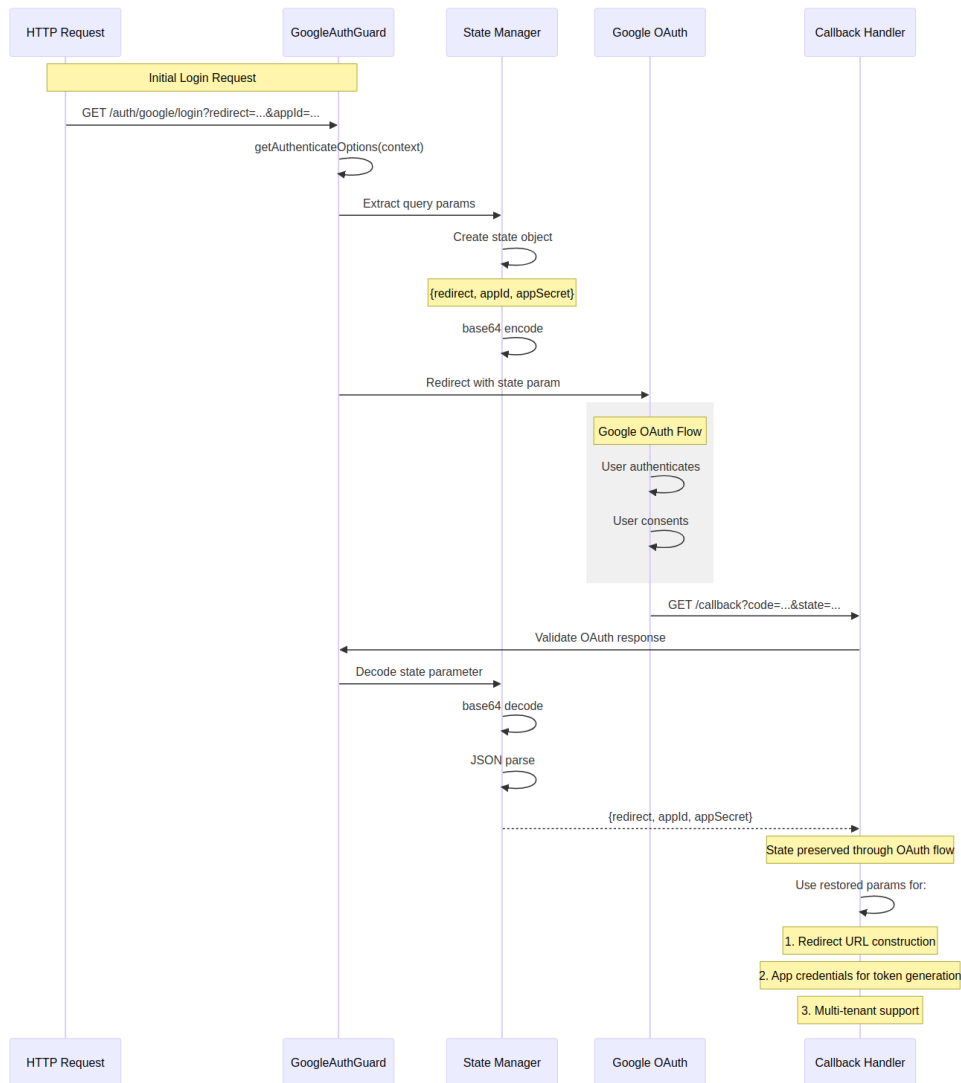 HTTP Request
GoogleAuthGuard
State Manager
Google OAuth
Callback Handler
Initial Login Request
GET /auth/google/login?redirect=...&appId=...
getAuthenticateOptions(context)
Extract query params
Create state object
{redirect, appId, appSecret}
base64 encode
Redirect with state param
Google OAuth Flow
User authenticates
User consents
GET /callback?code=...&state=...
Validate OAuth response
Decode state parameter
base64 decode
JSON parse
{redirect, appId, appSecret}
State preserved through OAuth flow
Use restored params for:
1. Redirect URL construction
2. App credentials for token generation
3. Multi-tenant support
HTTP Request
GoogleAuthGuard
State Manager
Google OAuth
Callback Handler